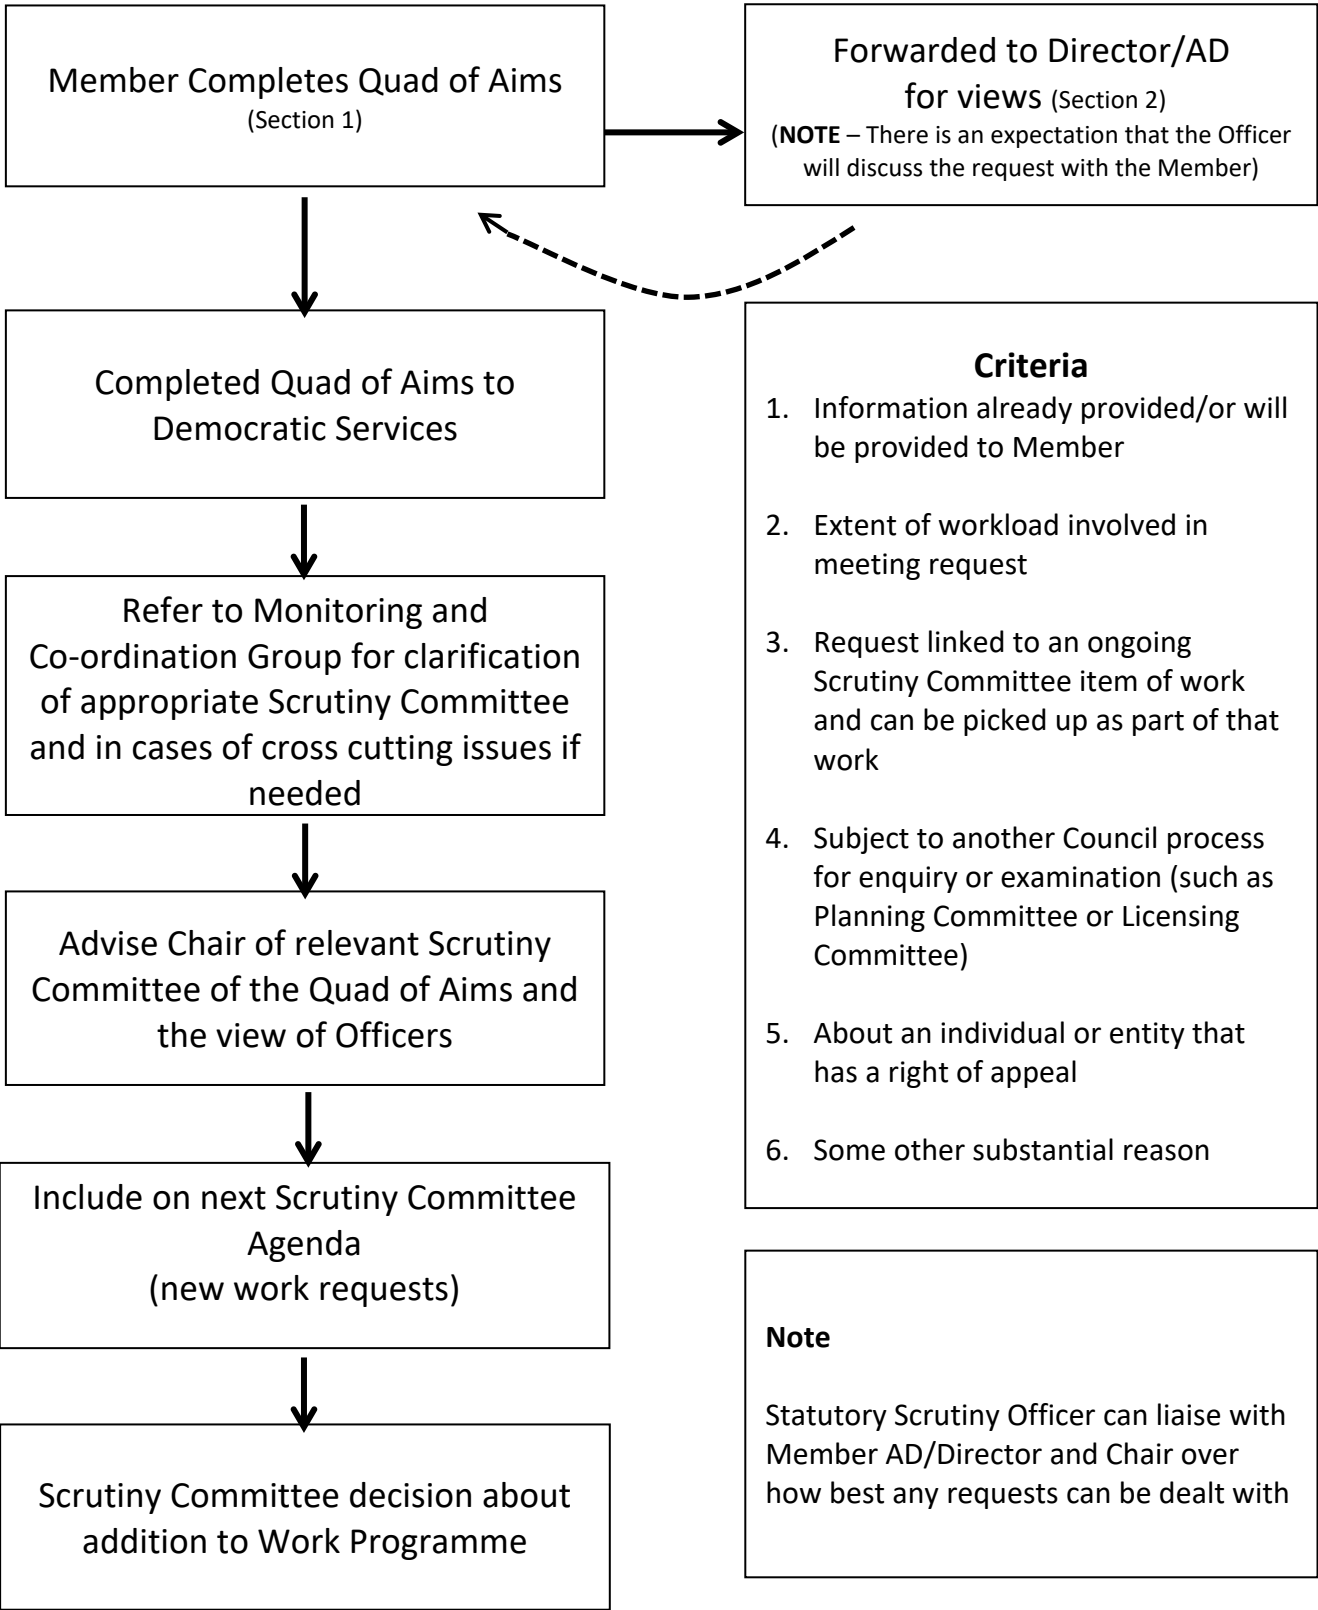 Member Completes Quad of Aims
(Section 1)
Forwarded to Director/AD
for views (Section 2)
(NOTE – There is an expectation that the Officer
will discuss the request with the Member)
Completed Quad of Aims to
Democratic Services
Refer to Monitoring and
Co-ordination Group for clarification
of appropriate Scrutiny Committee
and in cases of cross cutting issues if
needed
Advise Chair of relevant Scrutiny
Committee of the Quad of Aims and
the view of Officers
Include on next Scrutiny Committee
Agenda
(new work requests)
Scrutiny Committee decision about
addition to Work Programme
Criteria
1. Information already provided/or will
be provided to Member
2. Extent of workload involved in
meeting request
3. Request linked to an ongoing
Scrutiny Committee item of work
and can be picked up as part of that
work
4. Subject to another Council process
for enquiry or examination (such as
Planning Committee or Licensing
Committee)
5. About an individual or entity that
has a right of appeal
6. Some other substantial reason
Note
Statutory Scrutiny Officer can liaise with
Member AD/Director and Chair over
how best any requests can be dealt with